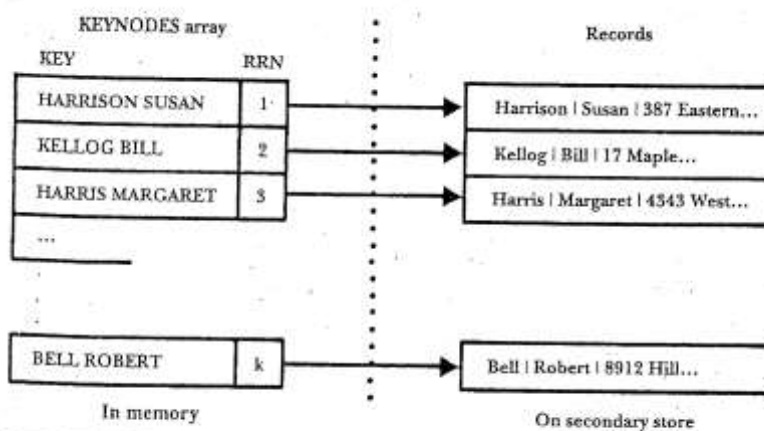 KEYNODES array
Records
KEY RRN
HARRISON SUSAN 1 Harrison | Susan | 387 Eastern...
KELLOG BILL 2 Kellog | Bill | 17 Maple...
HARRIS MARGARET 3 Harris | Margaret | 4343 West...
...
BELL ROBERT k Bell | Robert | 8912 Hill...
In memory
On secondary store